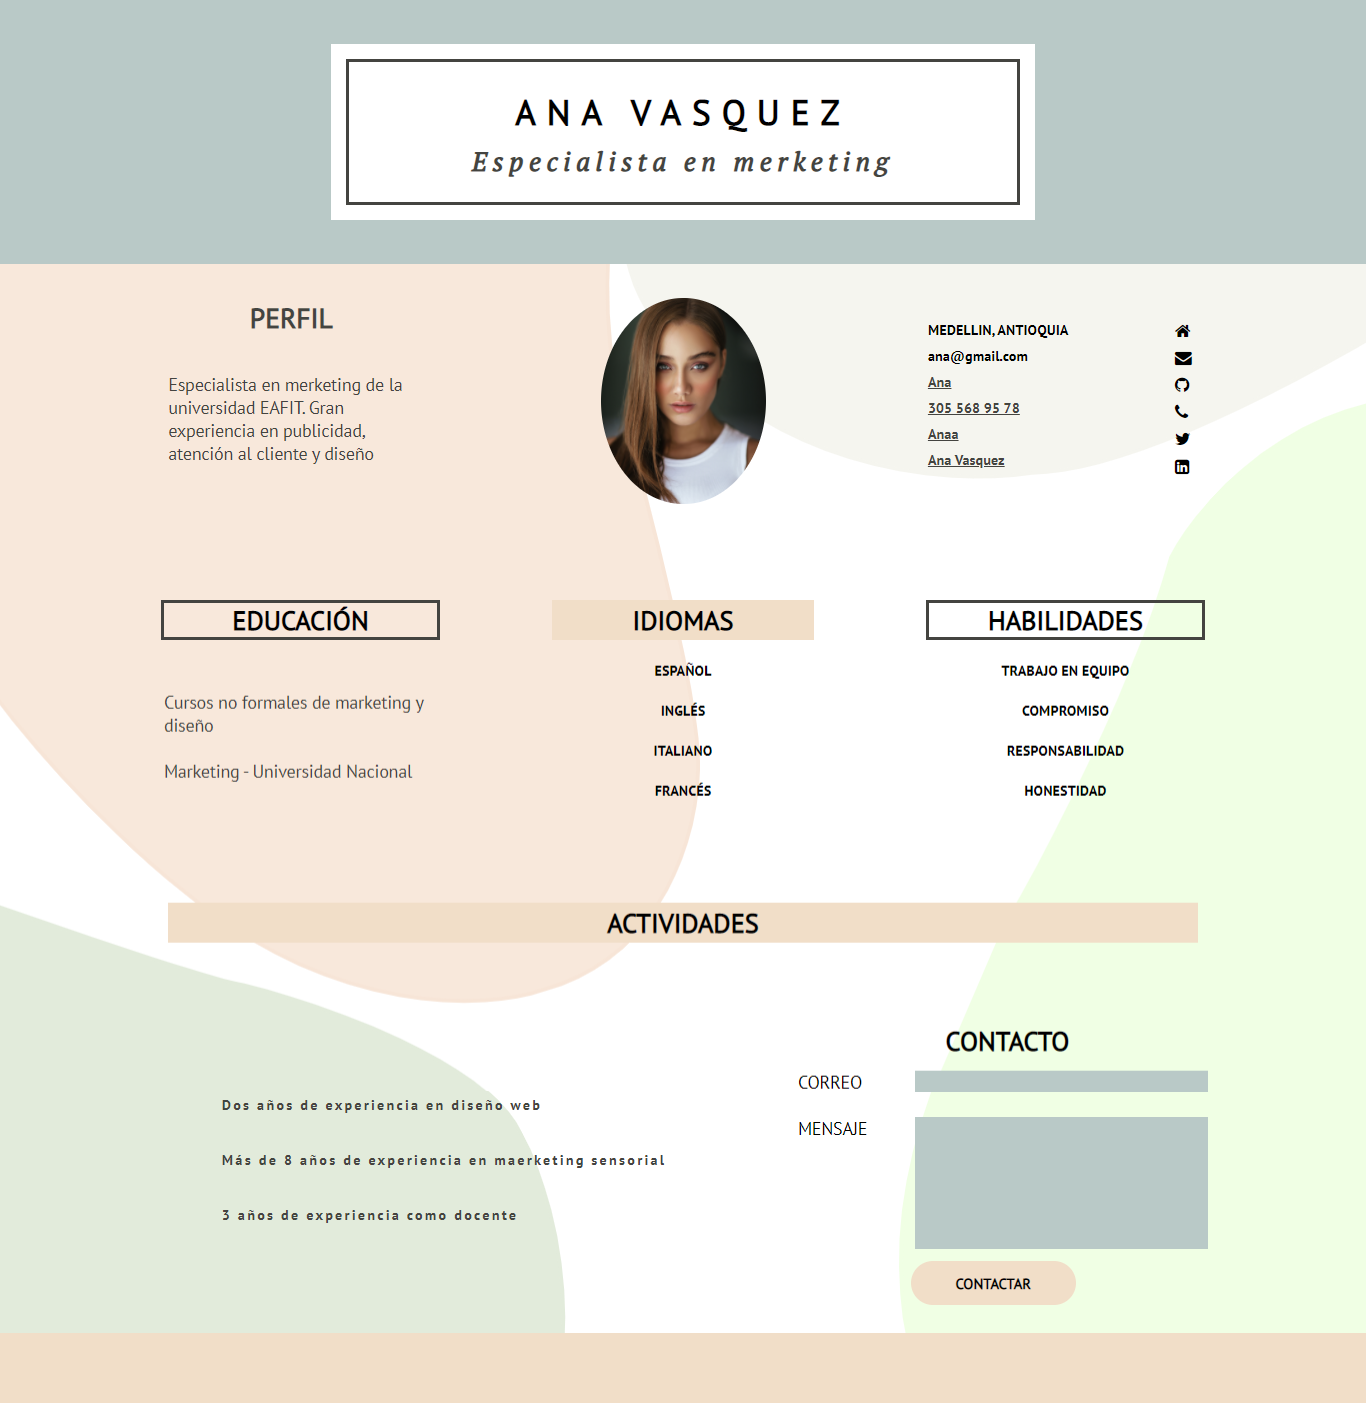 ANA VASQUEZ
Especialista en merketing
PERFIL
Especialista en merketing de la
universidad EAFIT. Gran
experiencia en publicidad,
atención al cliente y diseño
MEDELLIN, ANTIOQUIA
ana@gmail.com
Ana
305 568 95 78
Anaa
Ana Vasquez
EDUCACIÓN
Cursos no formales de marketing y
diseño
Marketing - Universidad Nacional
IDIOMAS
ESPAÑOL
INGLÉS
ITALIANO
FRANCÉS
HABILIDADES
TRABAJO EN EQUIPO
COMPROMISO
RESPONSABILIDAD
HONESTIDAD
ACTIVIDADES
Dos años de experiencia en diseño web
Más de 8 años de experiencia en maerketing sensorial
3 años de experiencia como docente
CONTACTO
CORREO
MENSAJE
CONTACTAR